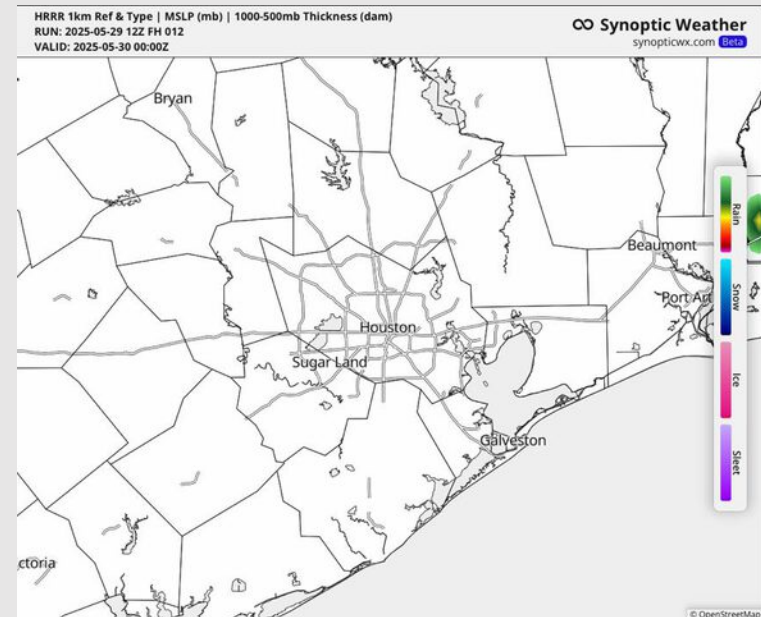 HRRR 1km Ref & Type | MSLP (mb) | 1000-500mb Thickness (dam)
RUN: 2025-05-29 12Z FH 012
VALID: 2025-05-30 00:00Z
Synoptic Weather
synopticwx.com Beta
Bryan
Rain
Beaumont
Snow
Port Art
Houston
Sugar Land
Ice
Galveston
Sleet
ctoria
© OpenStreetMap